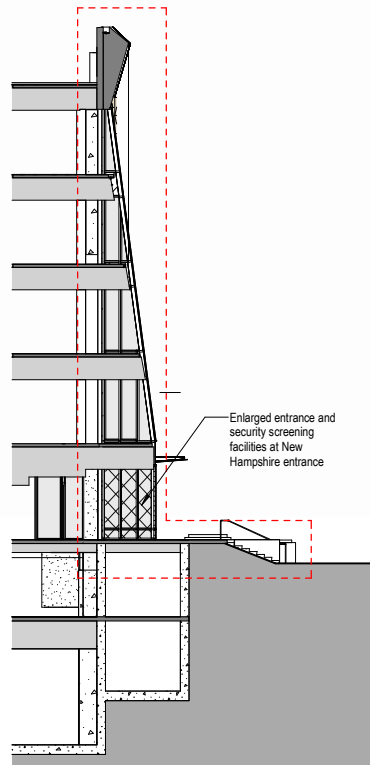 Enlarged entrance and
security screening
facilities at New
Hampshire entrance